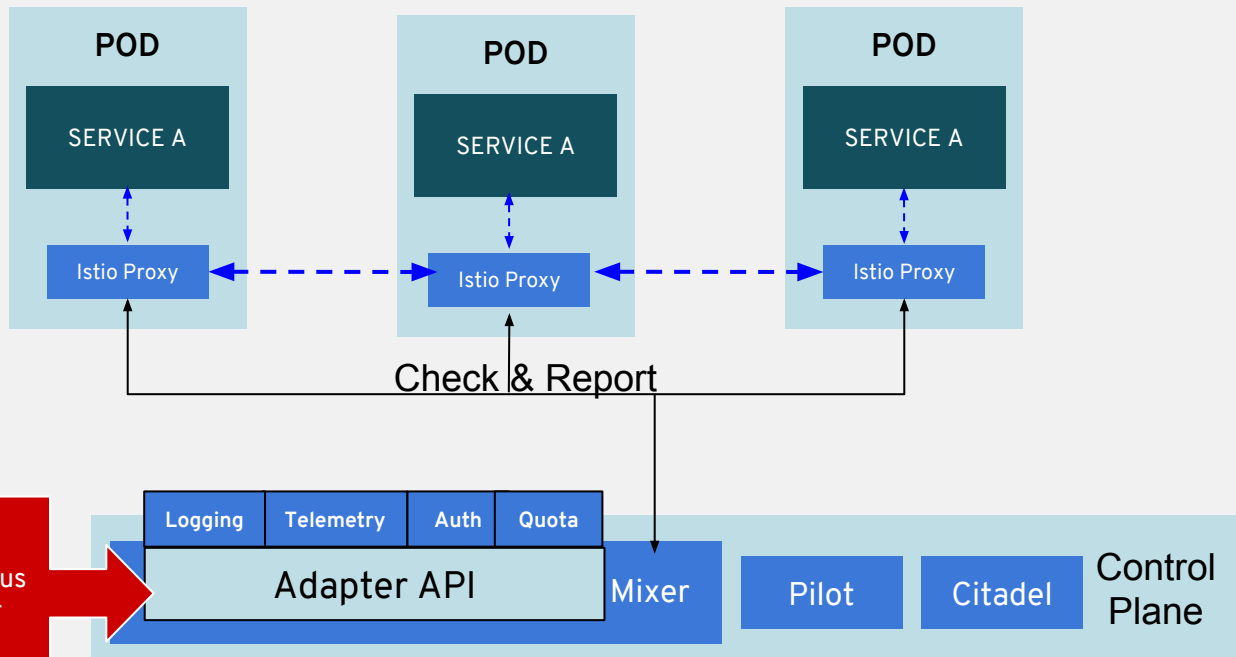 POD
POD
POD
SERVICE A
SERVICE A
SERVICE A
Istio Proxy
Istio Proxy
Istio Proxy
Check & Report
Logging
Telemetry
Auth
Quota
Adapter API
Mixer
Pilot
Citadel
Control
Plane
us